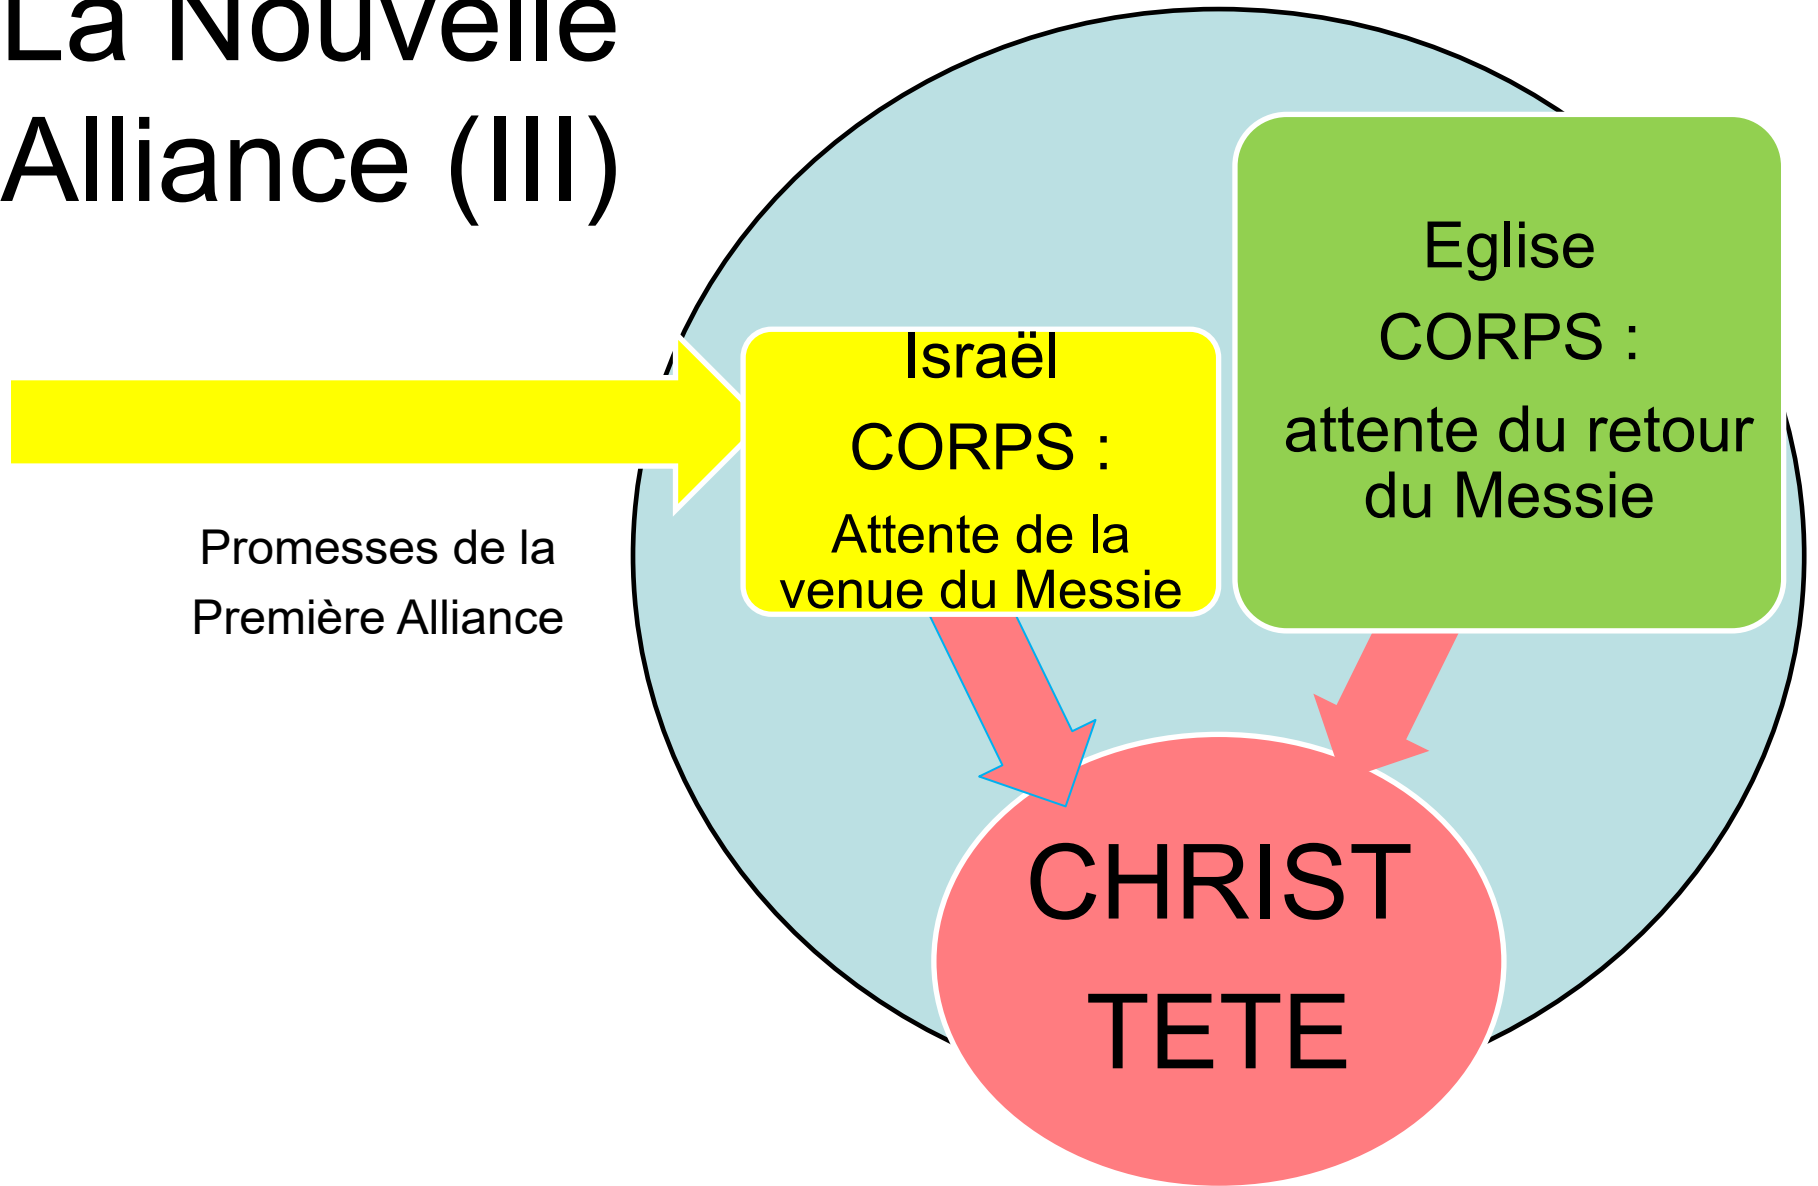 La Nouvelle
Alliance (III)
Eglise
CORPS :
attente du retour
du Messie
Israël
CORPS :
Attente de la
venue du Messie
Promesses de la
Première Alliance
CHRIST
TETE